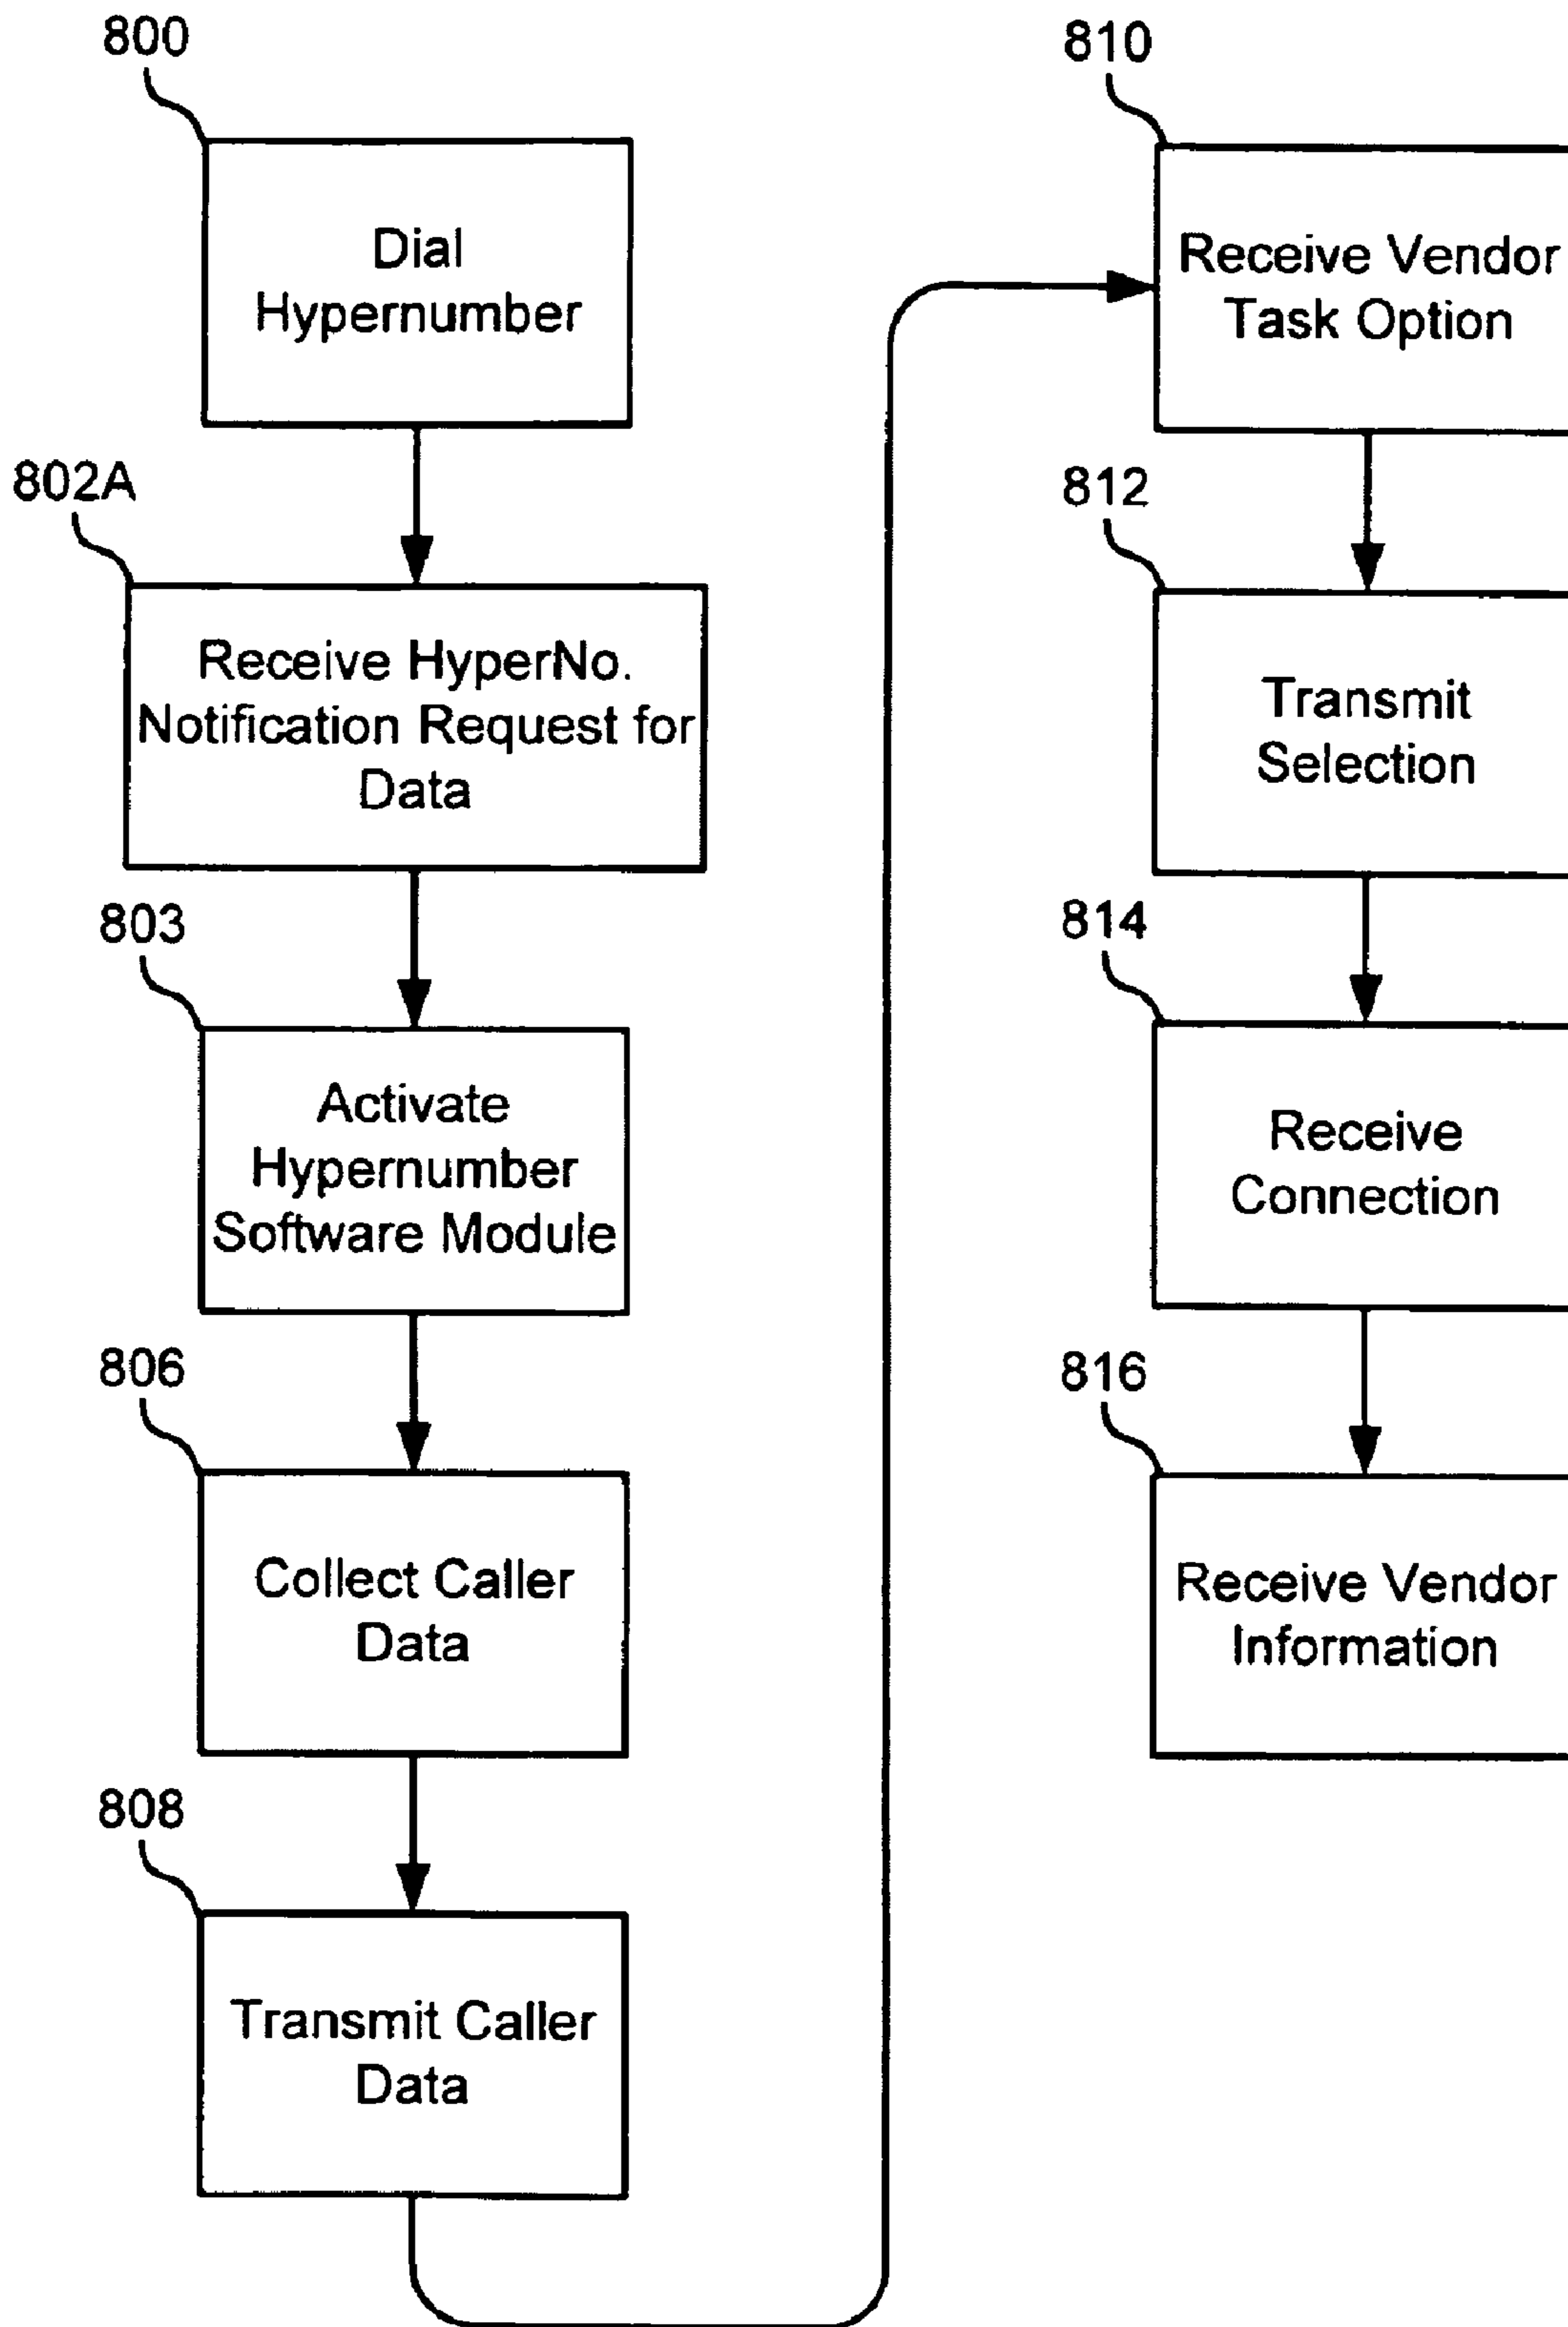 800
Dial
Hypernumber
802A
Receive HyperNo.
Notification Request for
Data
803
Activate
Hypernumber
Software Module
806
Collect Caller
Data
808
Transmit Caller
Data
810
Receive Vendor
Task Option
812
Transmit
Selection
814
Receive
Connection
816
Receive Vendor
Information